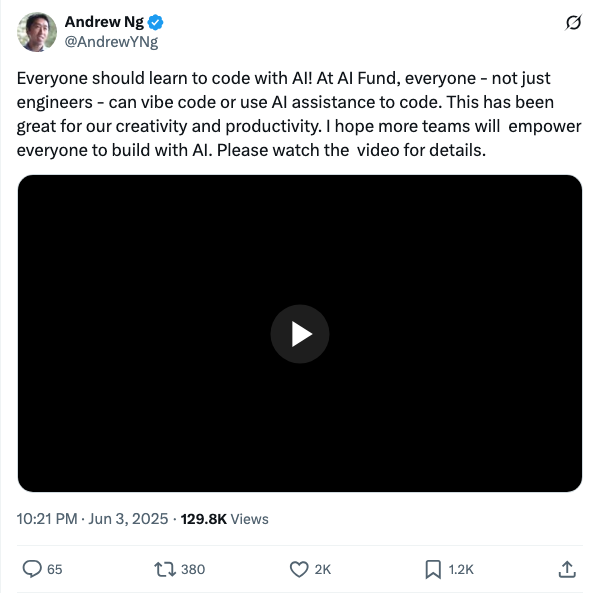 Andrew Ng
@AndrewYNg
Everyone should learn to code with AI! At AI Fund, everyone - not just
engineers - can vibe code or use AI assistance to code. This has been
great for our creativity and productivity. I hope more teams will  empower
everyone to build with AI. Please watch the  video for details.
10:21 PM · Jun 3, 2025 · 129.8K Views
65 380 2K 1.2K